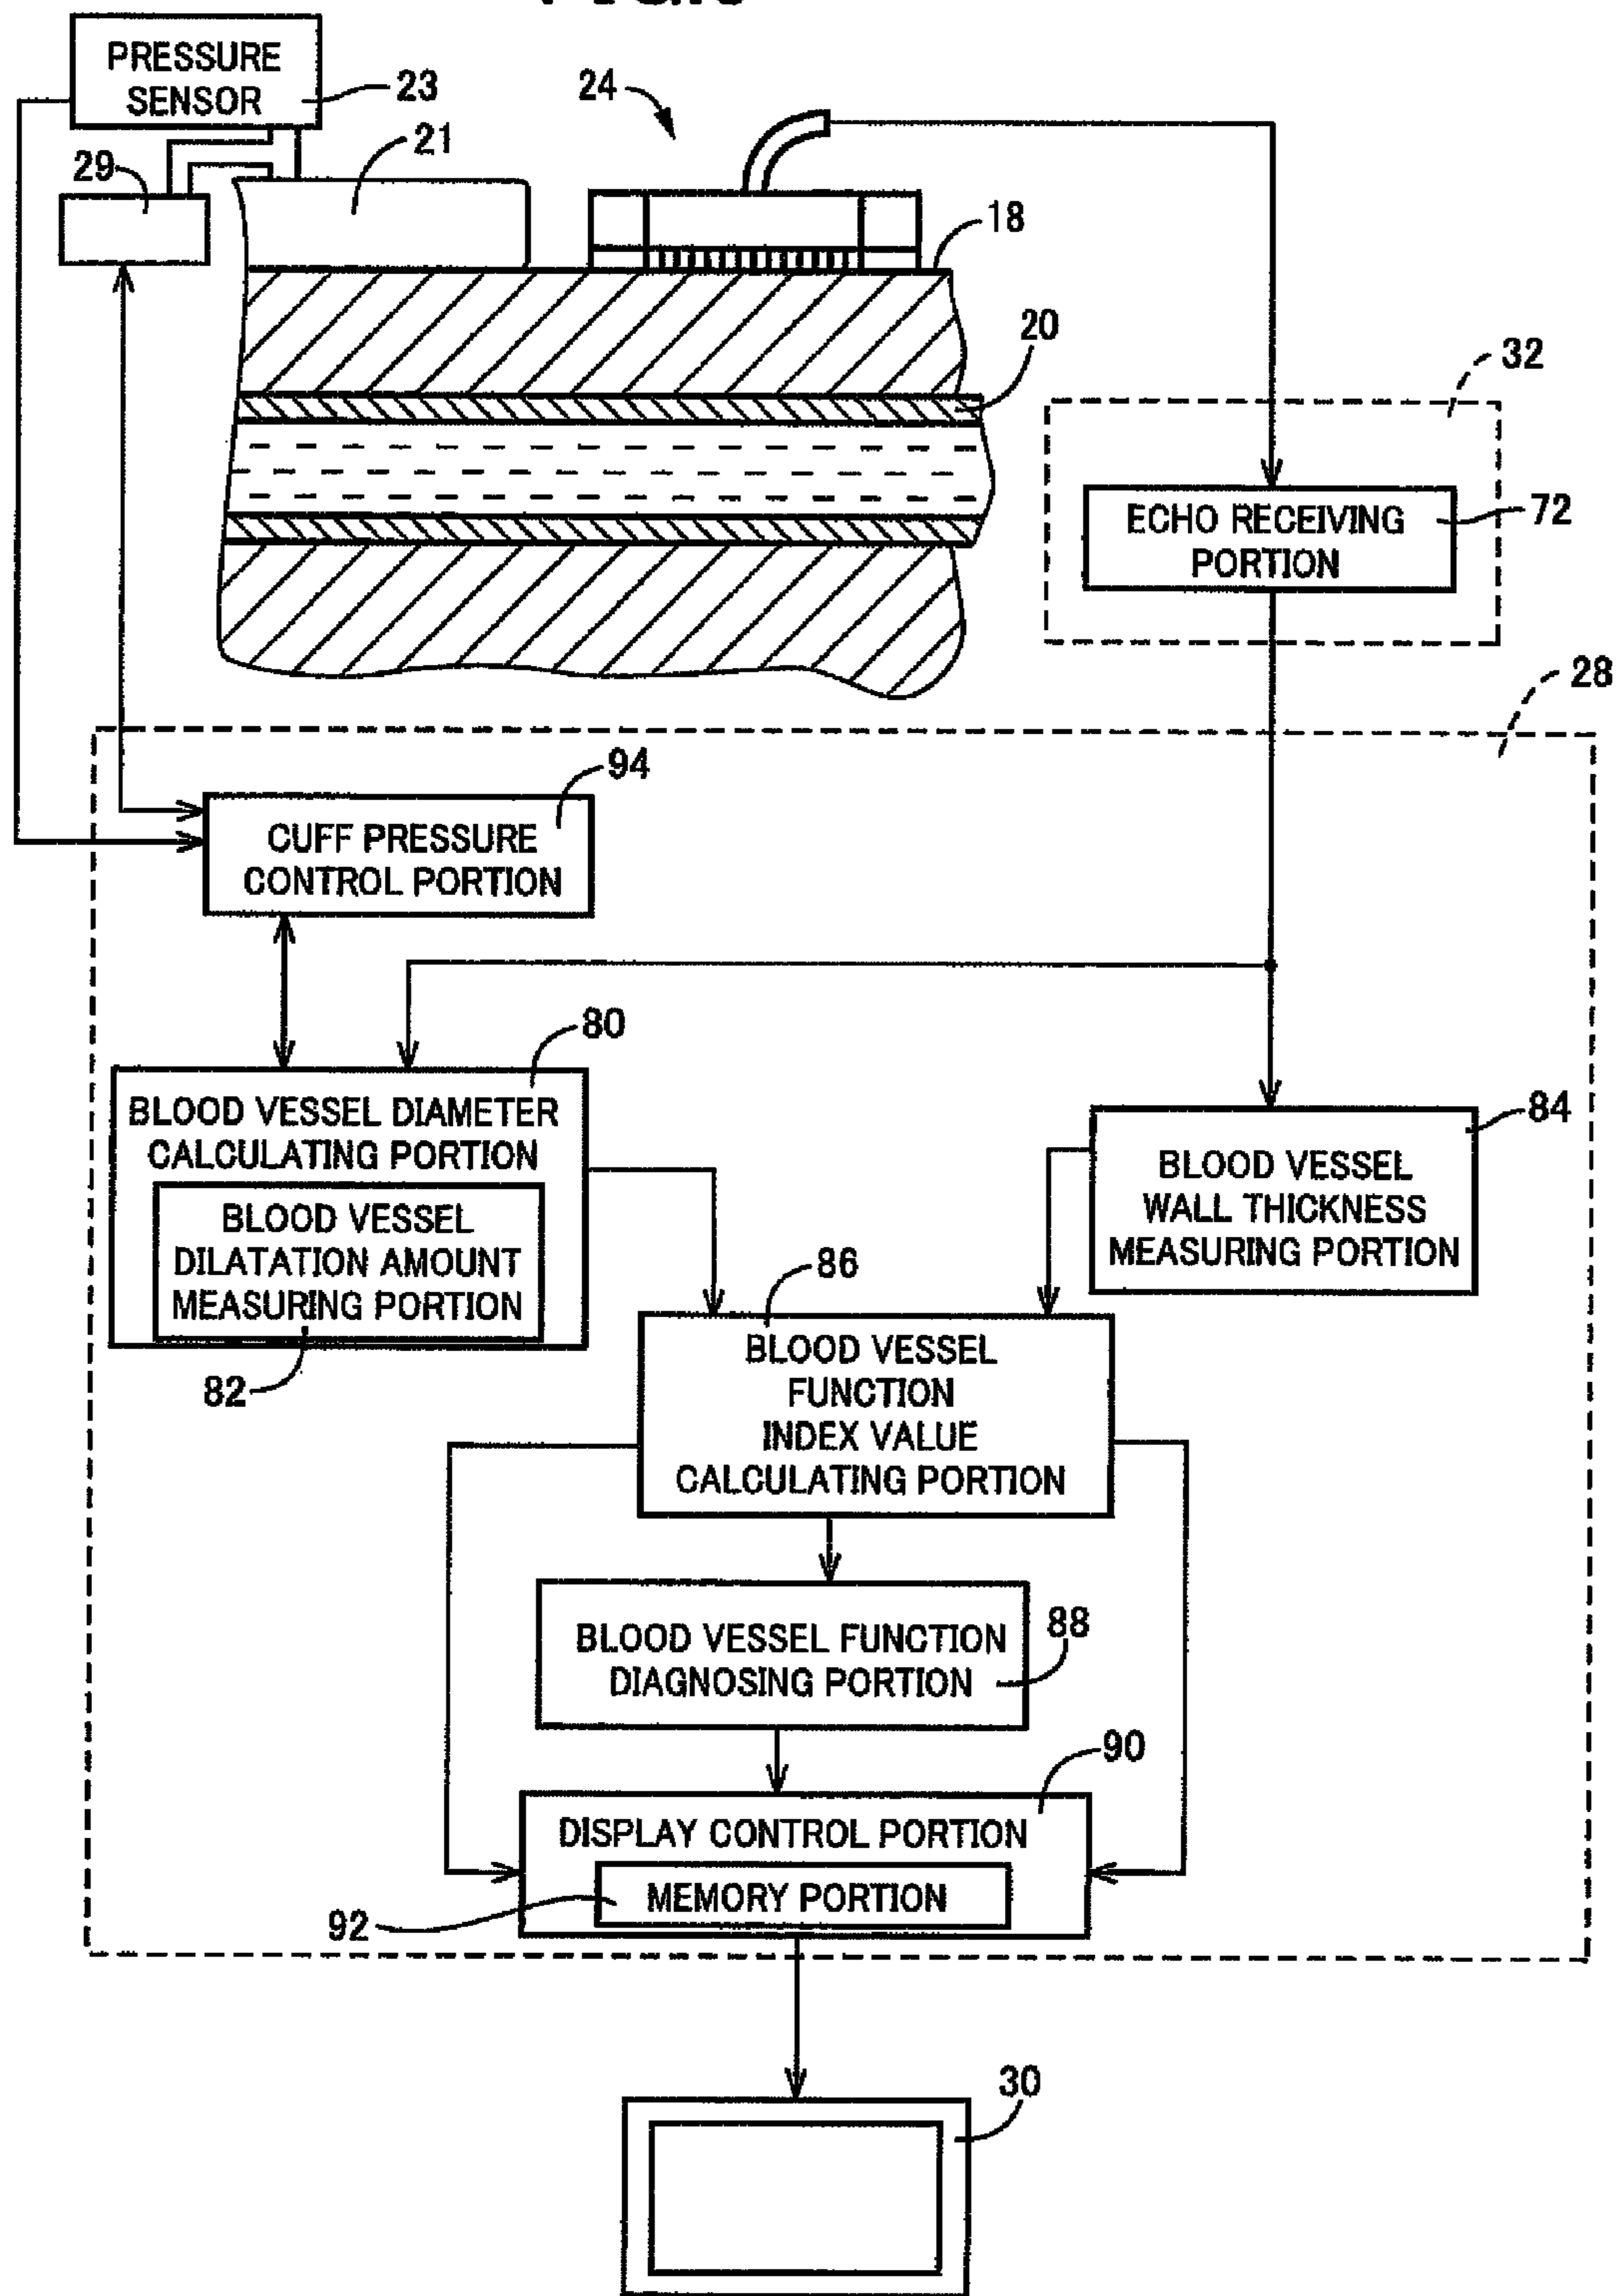 PRESSURE
SENSOR
23
24
21
29
18
20
32
ECHO RECEIVING
PORTION
72
28
94
CUFF PRESSURE
CONTROL PORTION
80
BLOOD VESSEL DIAMETER
CALCULATING PORTION
BLOOD VESSEL
DILATATION AMOUNT
MEASURING PORTION
82
84
BLOOD VESSEL
WALL THICKNESS
MEASURING PORTION
86
BLOOD VESSEL
FUNCTION
INDEX VALUE
CALCULATING PORTION
BLOOD VESSEL FUNCTION
DIAGNOSING PORTION
88
90
DISPLAY CONTROL PORTION
MEMORY PORTION
92
30